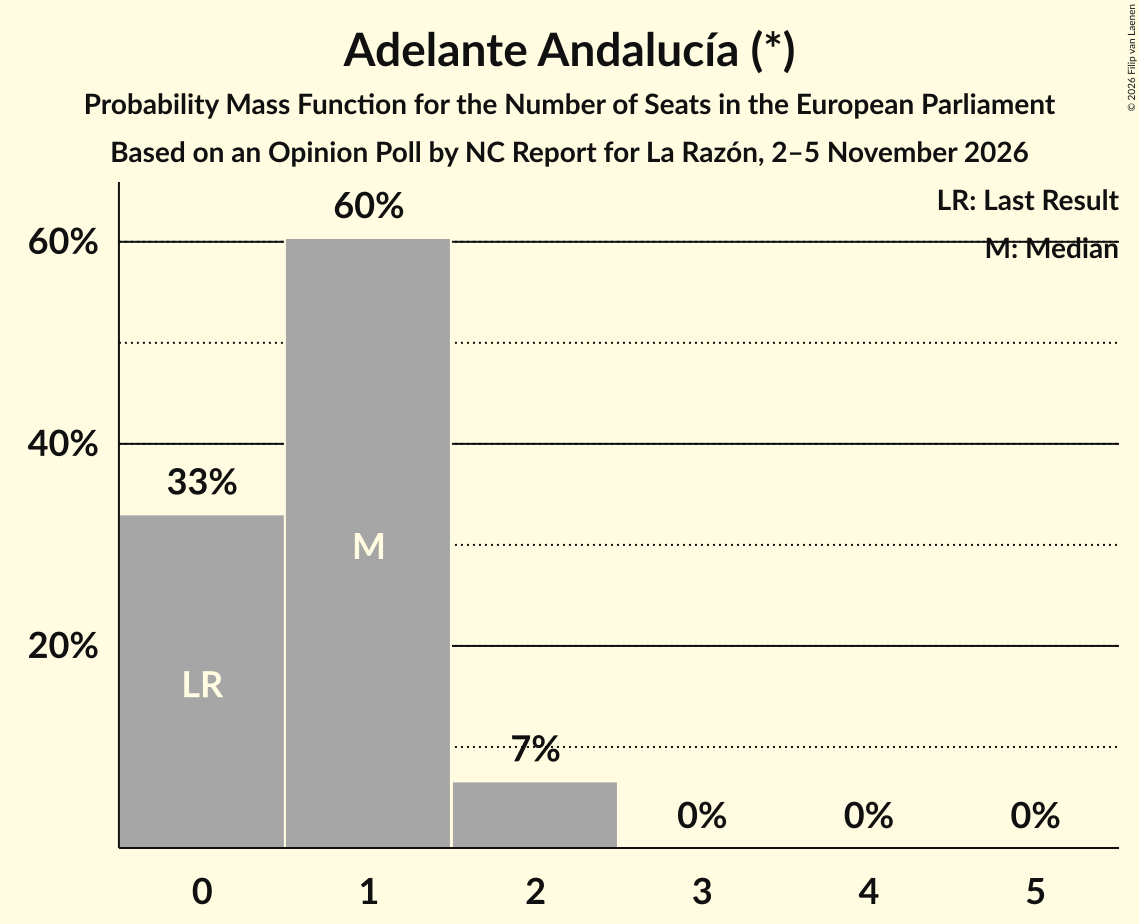 Adelante Andalucía (*)
Probability Mass Function for the Number of Seats in the European Parliament
Based on an Opinion Poll by NC Report for La Razón, 2–5 November 2026
© 2026 Filip van Laenen
LR: Last Result
M: Median
60%
40%
20%
33%
60%
7%
0%
0%
0%
LR
M
0
1
2
3
4
5